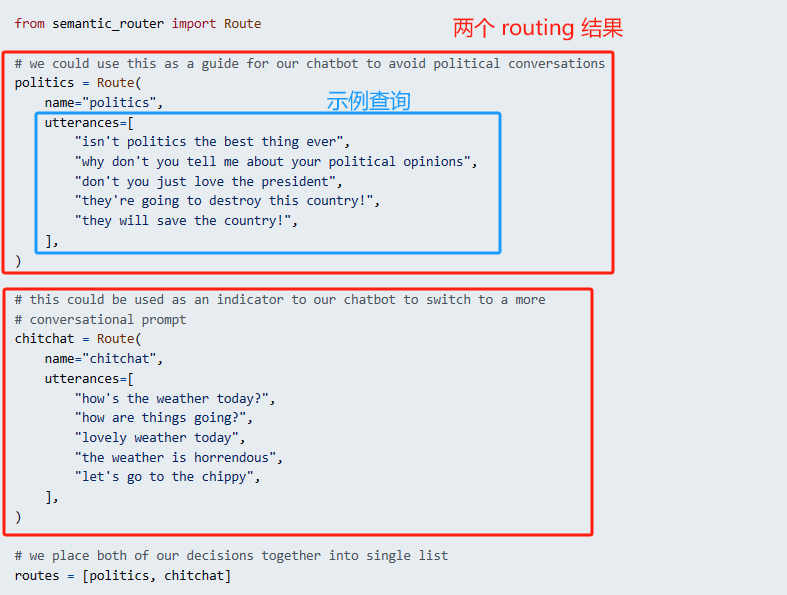 from semantic_router import Route
两个 routing 结果
# we could use this as a guide for our chatbot to avoid political conversations
politics = Route(
    name="politics",
示例查询
    utterances=[
        "isn't politics the best thing ever",
        "why don't you tell me about your political opinions",
        "don't you just love the president",
        "they're going to destroy this country!",
        "they will save the country!",
    ],
)
# this could be used as an indicator to our chatbot to switch to a more
# conversational prompt
chitchat = Route(
    name="chitchat",
    utterances=[
        "how's the weather today?",
        "how are things going?",
        "lovely weather today",
        "the weather is horrendous",
        "let's go to the chippy",
    ],
)
# we place both of our decisions together into single list
routes = [politics, chitchat]